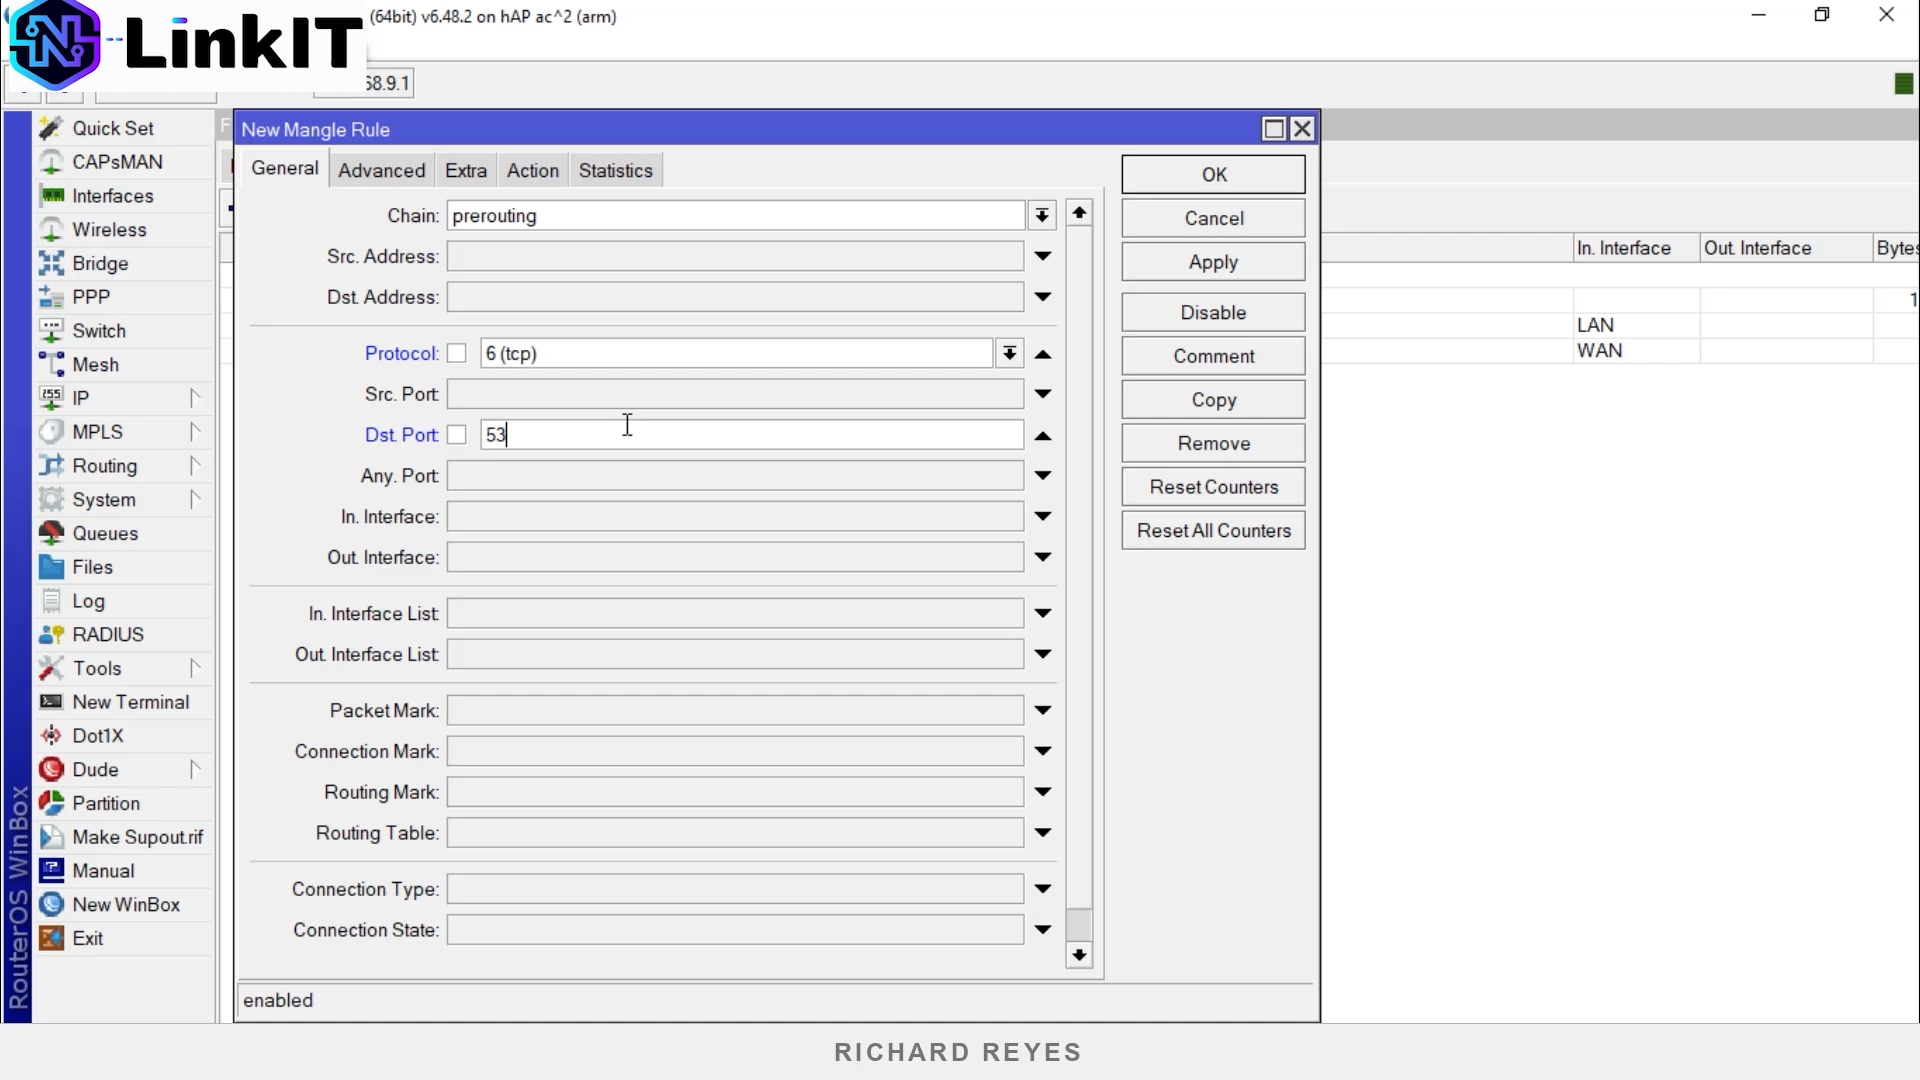 LinkIT
(64bit) v6.48.2 on hAP ac^2 (arm)
68.9.1
New Mangle Rule
General Advanced Extra Action Statistics
Quick Set
CAPsMAN
Interfaces
Wireless
Bridge
PPP
Switch
Mesh
IP
MPLS
Routing
System
Queues
Files
Log
RADIUS
Tools
New Terminal
Dot1X
Dude
Partition
Make Supout.rif
Manual
New WinBox
Exit
RouterOS WinBox
Chain: prerouting
Src. Address:
Dst. Address:
Protocol: 6 (tcp)
Src. Port:
Dst. Port: 53
Any. Port:
In. Interface:
Out. Interface:
In. Interface List:
Out. Interface List:
Packet Mark:
Connection Mark:
Routing Mark:
Routing Table:
Connection Type:
Connection State:
enabled
OK
Cancel
Apply
Disable
Comment
Copy
Remove
Reset Counters
Reset All Counters
In. Interface Out. Interface Bytes
1
LAN
WAN
RICHARD REYES